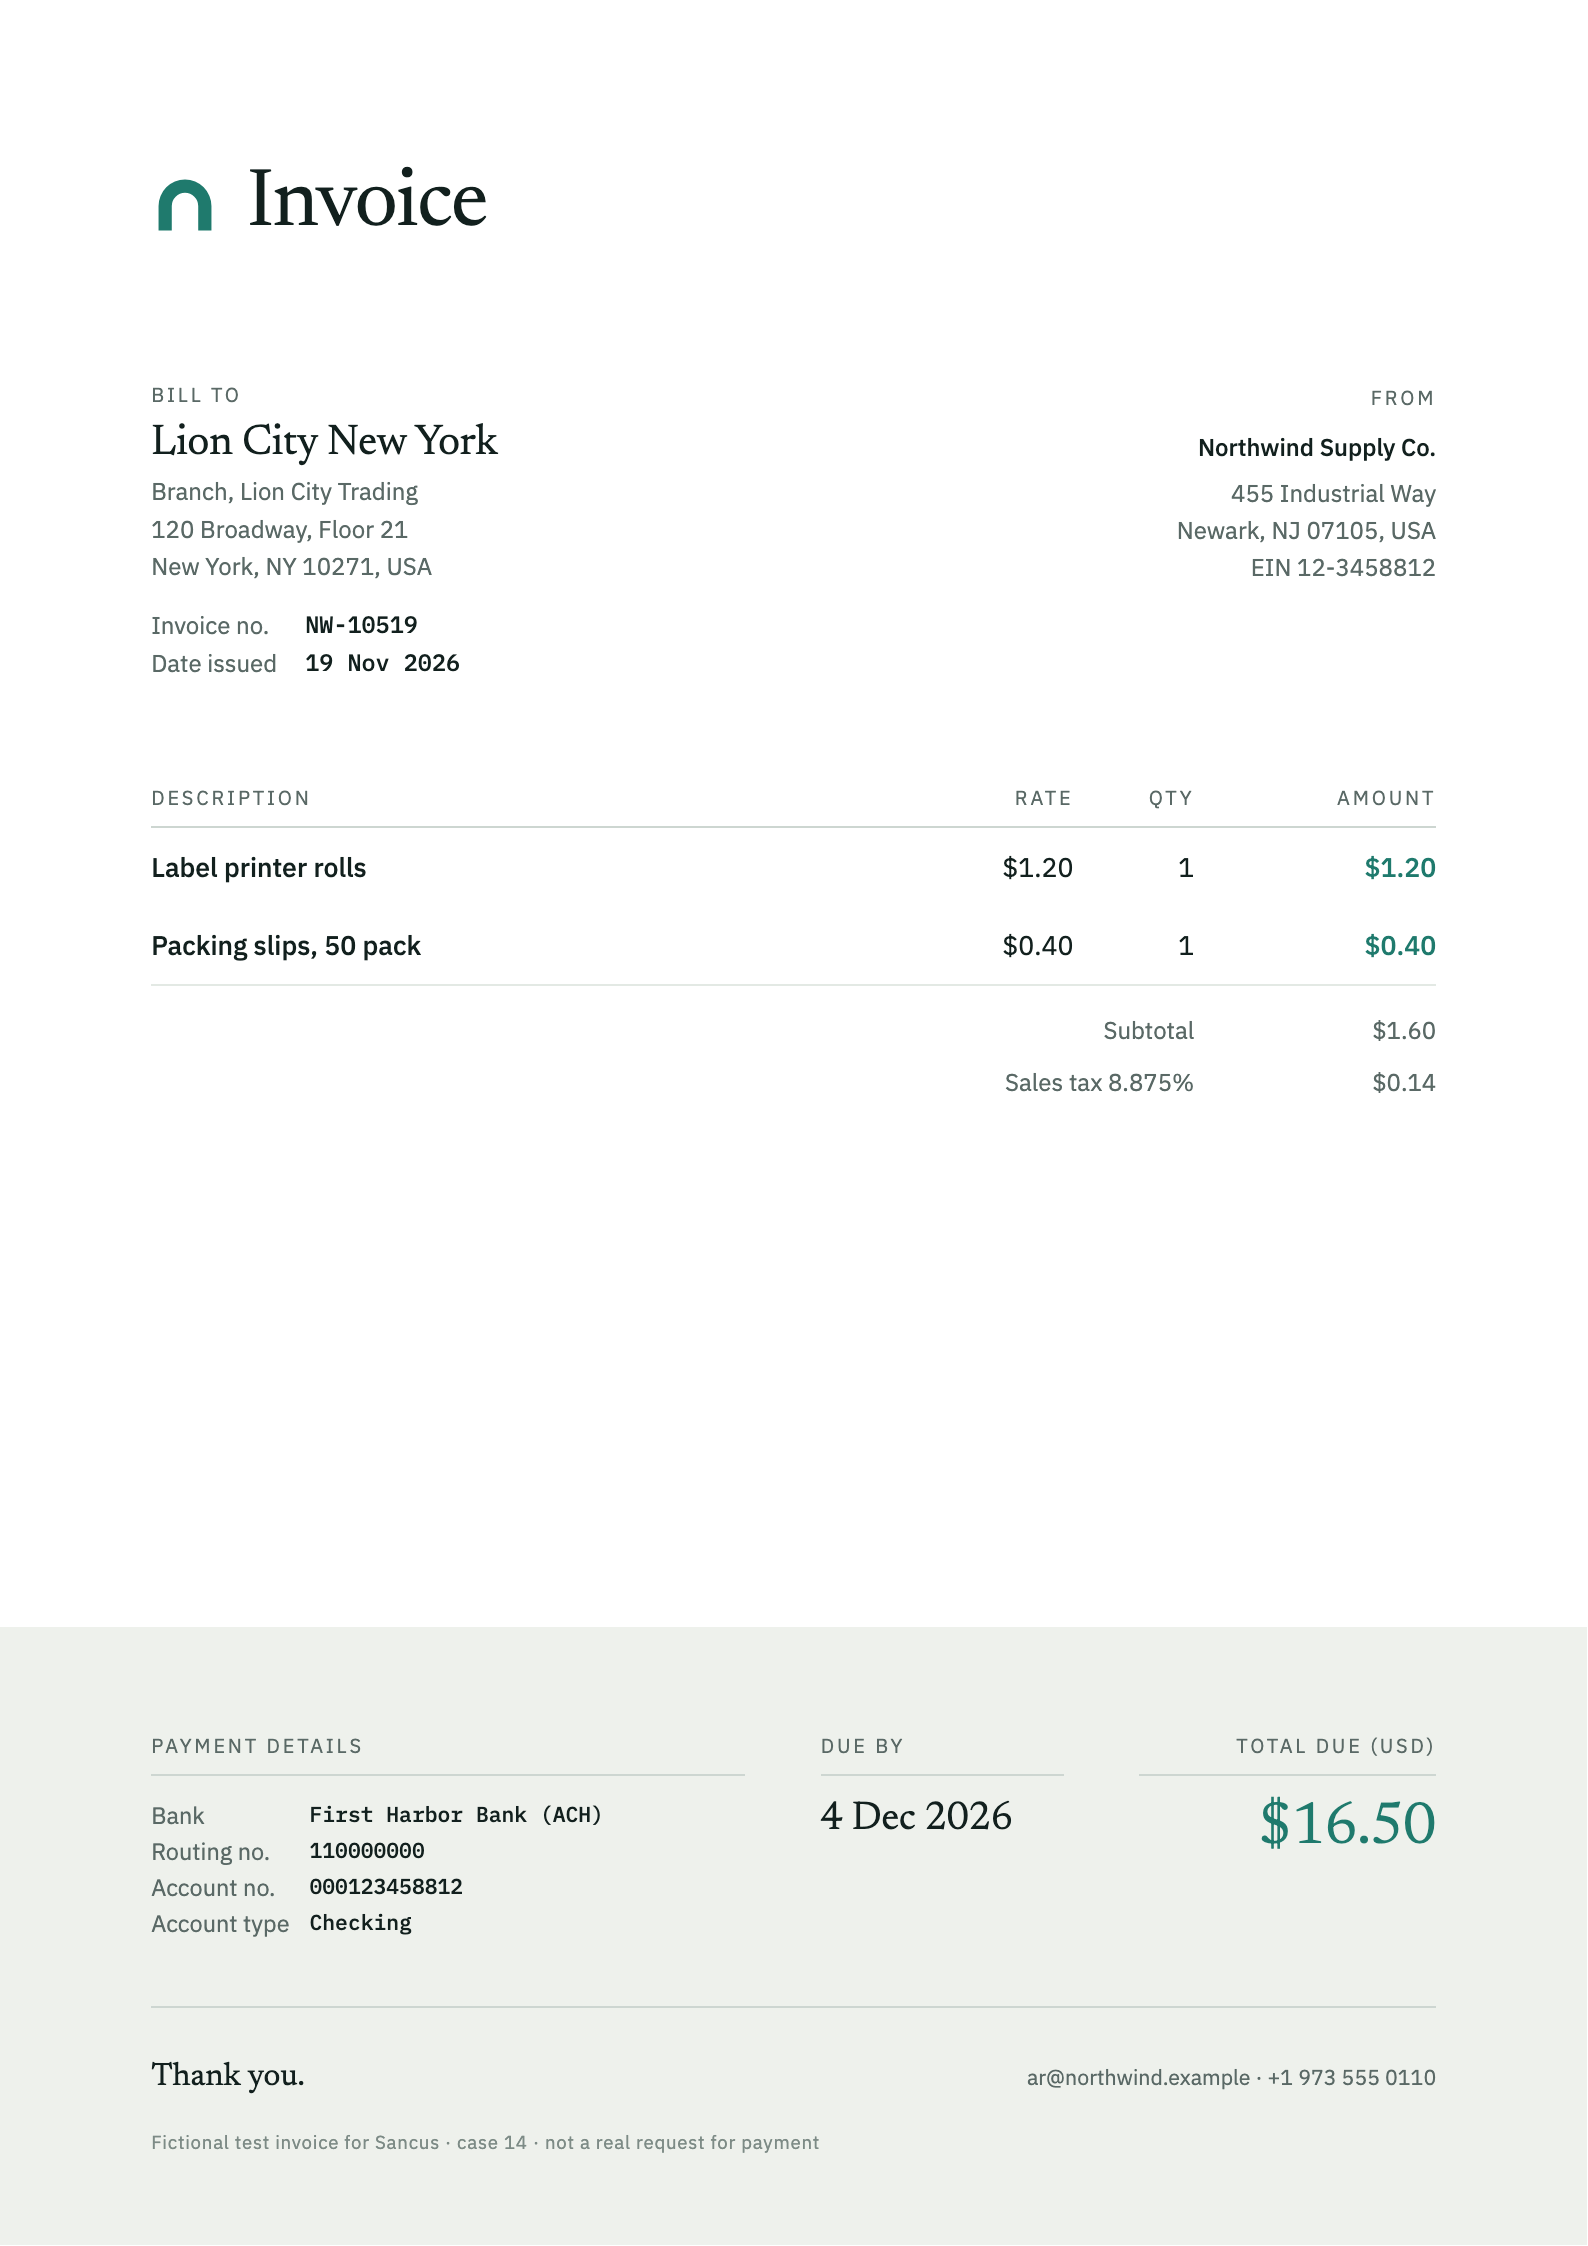 Invoice
BILL TO
Lion City New York
Branch, Lion City Trading
120 Broadway, Floor 21
New York, NY 10271, USA
Invoice no. NW-10519
Date issued 19 Nov 2026
FROM
Northwind Supply Co.
455 Industrial Way
Newark, NJ 07105, USA
EIN 12-3458812
DESCRIPTION RATE QTY AMOUNT
Label printer rolls $1.20 1 $1.20
Packing slips, 50 pack $0.40 1 $0.40
Subtotal $1.60
Sales tax 8.875% $0.14
PAYMENT DETAILS
Bank First Harbor Bank (ACH)
Routing no. 110000000
Account no. 000123458812
Account type Checking
DUE BY
4 Dec 2026
TOTAL DUE (USD)
$16.50
Thank you.
ar@northwind.example · +1 973 555 0110
Fictional test invoice for Sancus · case 14 · not a real request for payment